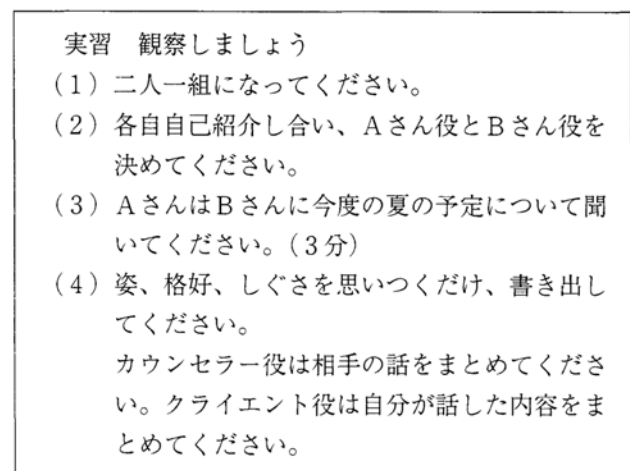 実習　観察しましょう
(1) 二人一組になってください。
(2) 各自自己紹介し合い、Aさん役とBさん役を
決めてください。
(3) AさんはBさんに今度の夏の予定について聞
いてください。(3分)
(4) 姿、格好、しぐさを思いつくだけ、書き出し
てください。
カウンセラー役は相手の話をまとめてくださ
い。クライエント役は自分が話した内容をま
とめてください。